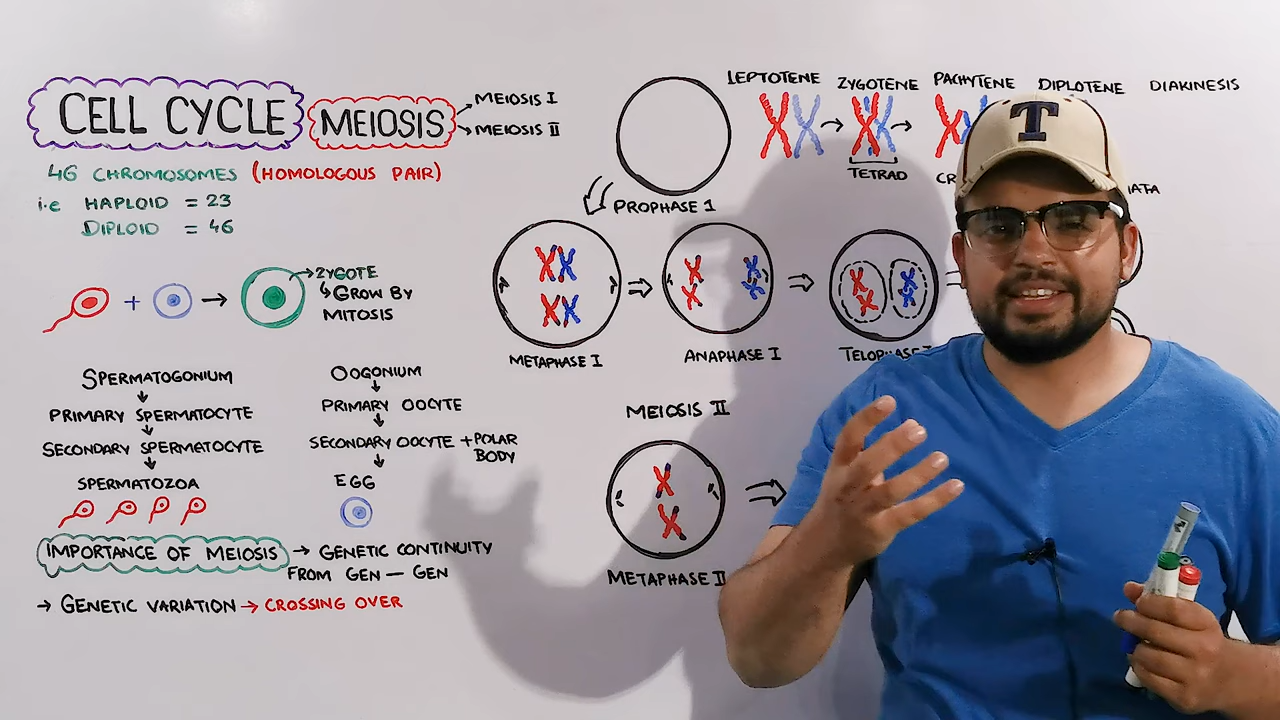 CELL CYCLE
MEIOSIS
MEIOSIS I
MEIOSIS II
46 CHROMOSOMES (HOMOLOGOUS PAIR)
i.e HAPLOID = 23
DIPLOID = 46
+ → → ZYGOTE
↳ GROW BY
MITOSIS
SPERMATOGONIUM
↓
PRIMARY SPERMATOCYTE
↓
SECONDARY SPERMATOCYTE
↓
SPERMATOZOA
OOGONIUM
↓
PRIMARY OOCYTE
↓
SECONDARY OOCYTE + POLAR
BODY
↓
EGG
IMPORTANCE OF MEIOSIS → GENETIC CONTINUITY
FROM GEN — GEN
→ GENETIC VARIATION → CROSSING OVER
LEPTOTENE ZYGOTENE PACHYTENE DIPLOTENE DIAKINESIS
TETRAD
PROPHASE 1
METAPHASE I
ANAPHASE I
TELOPHASE
MEIOSIS II
METAPHASE II
T